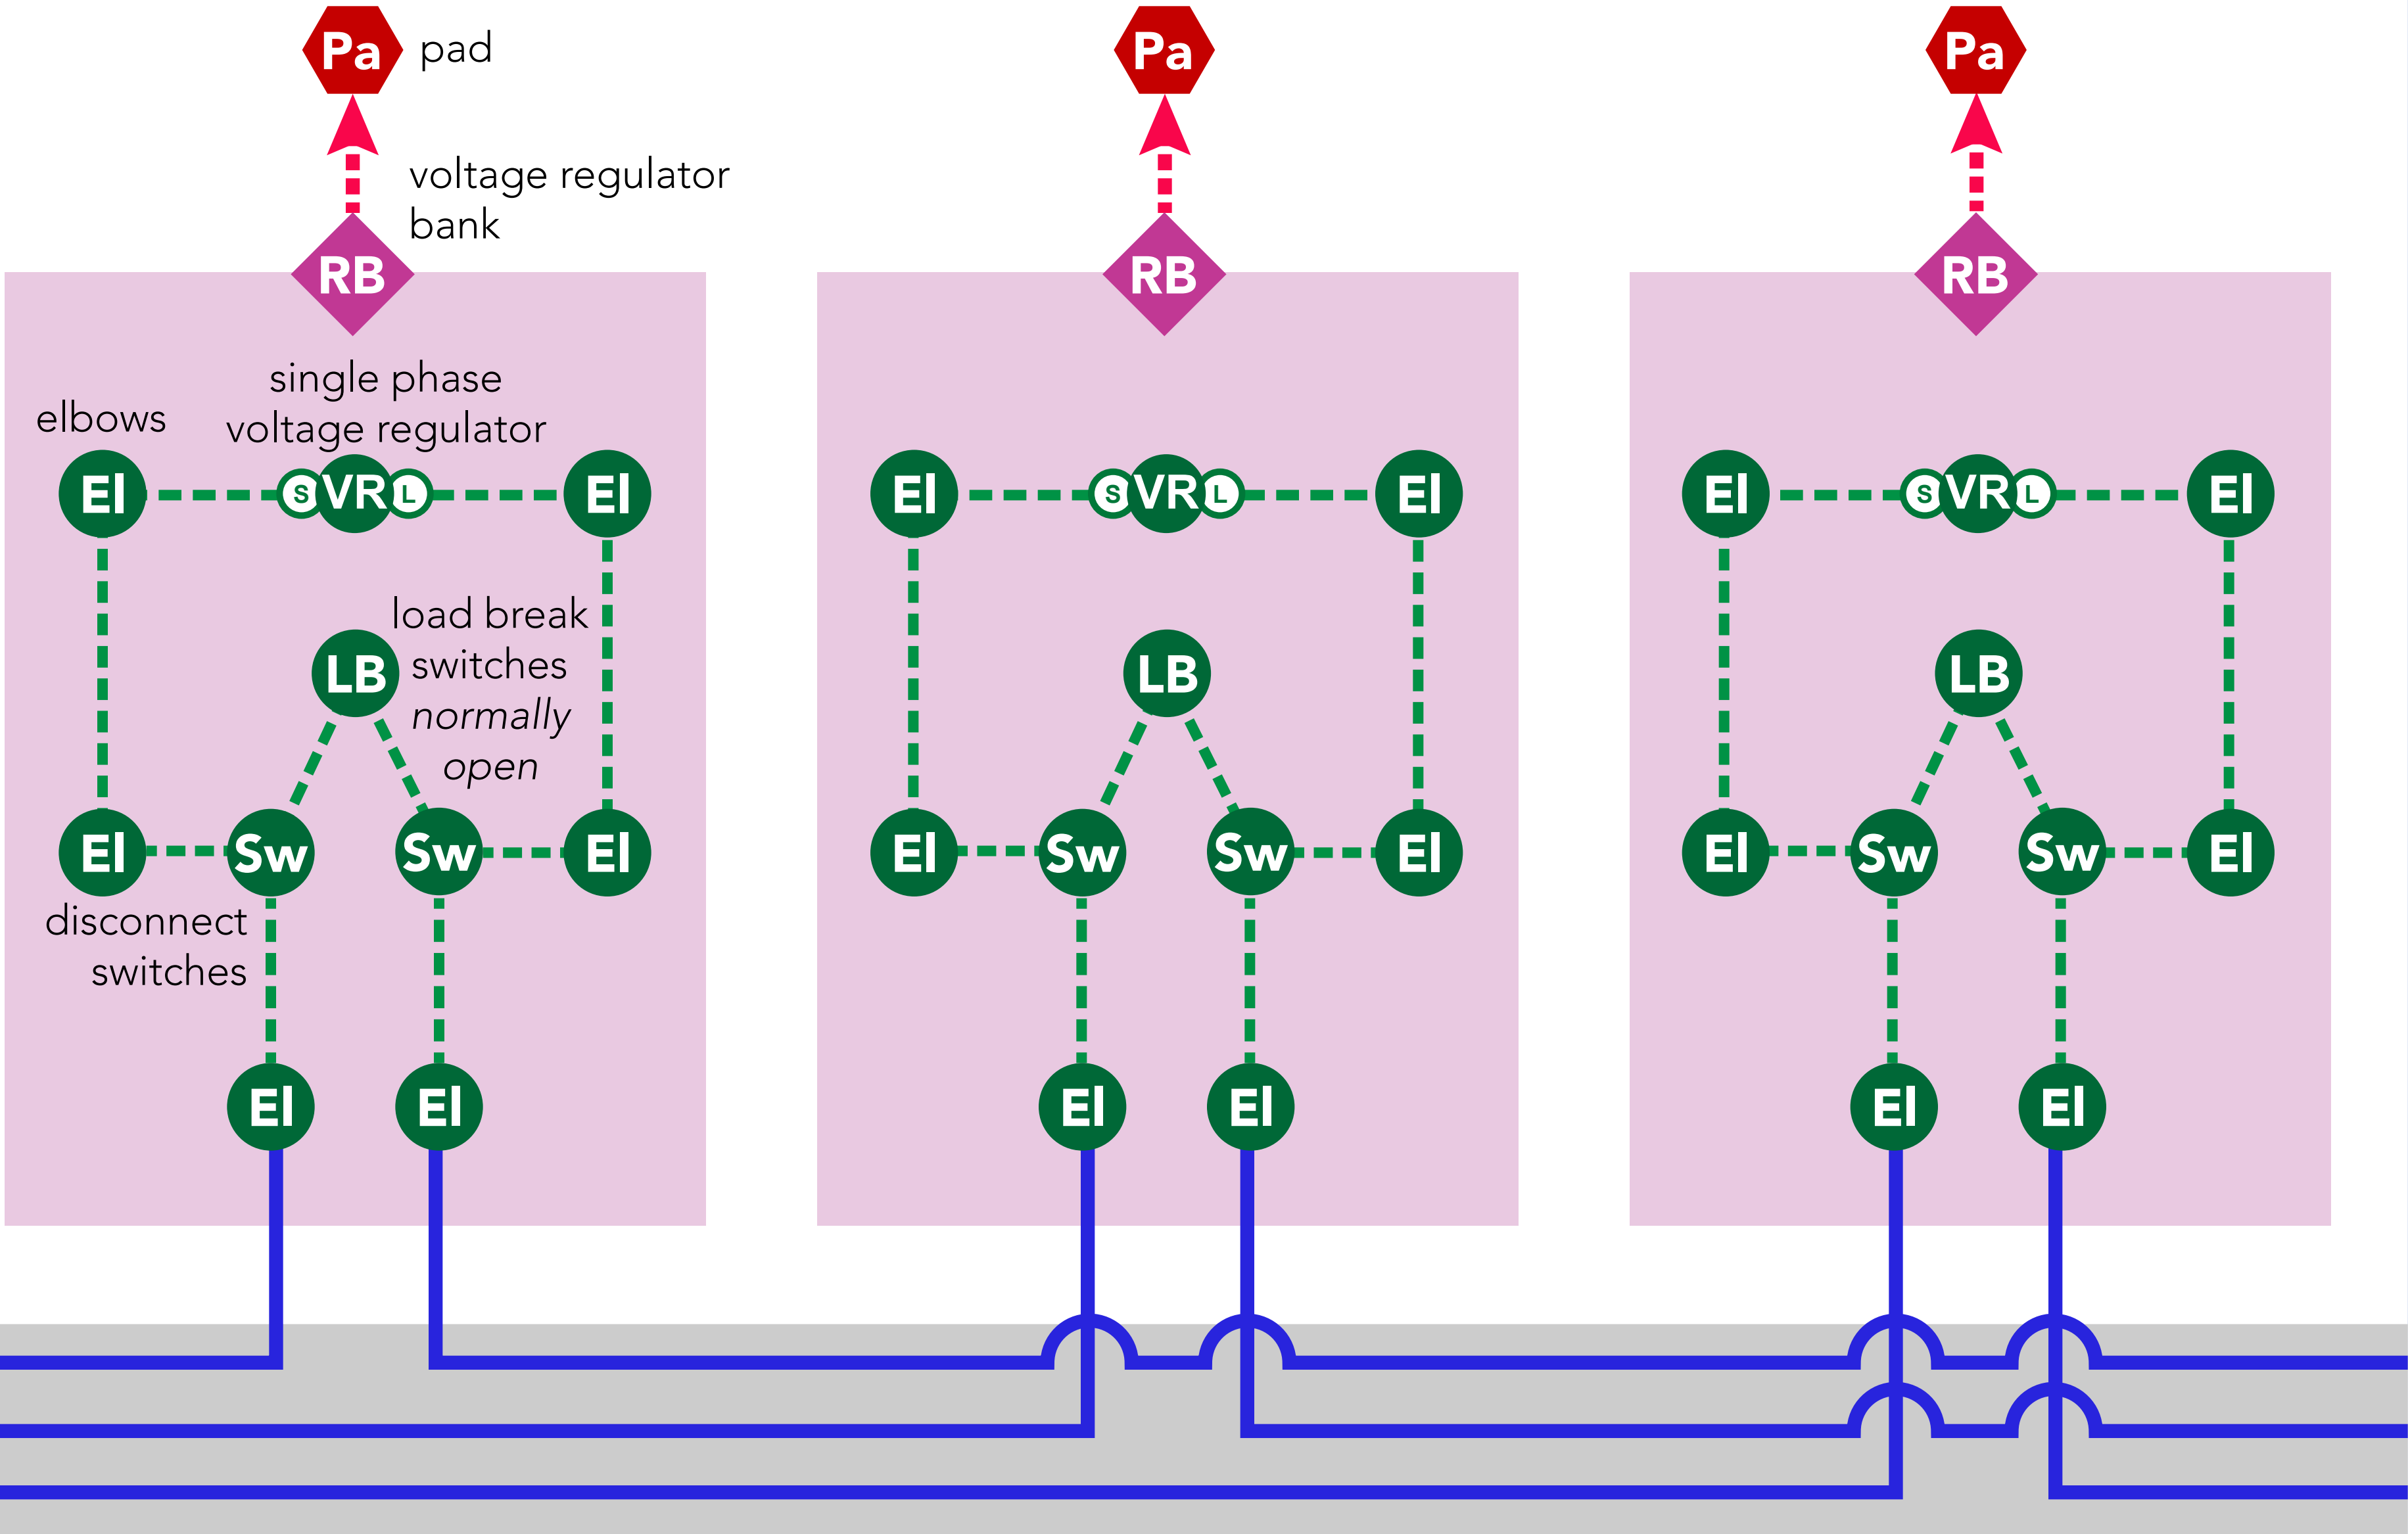 Pa pad Pa Pa
voltage regulator
bank
RB RB RB
single phase
elbows
voltage regulator
El S VR L El El S VR L El El S VR L El
load break
LB switches LB LB
normally
open
El Sw Sw El El Sw Sw El El Sw Sw El
disconnect
switches
El El El El El El